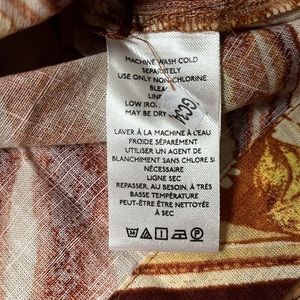 MACHINE WASH COLD
SEPARATELY
USE ONLY NON-CHLORINE
BLEA
LINE
LOW IRO
MAY BE DRY
LAVER À LA MACHINE À L'EAU
FROIDE SÉPARÉMENT
UTILISER UN AGENT DE
BLANCHIMENT SANS CHLORE SI
NÉCESSAIRE
LIGNE SEC
REPASSER, AU BESOIN, À TRÈS
BASSE TEMPÉRATURE
PEUT-ÊTRE ÊTRE NETTOYÉE
À SEC